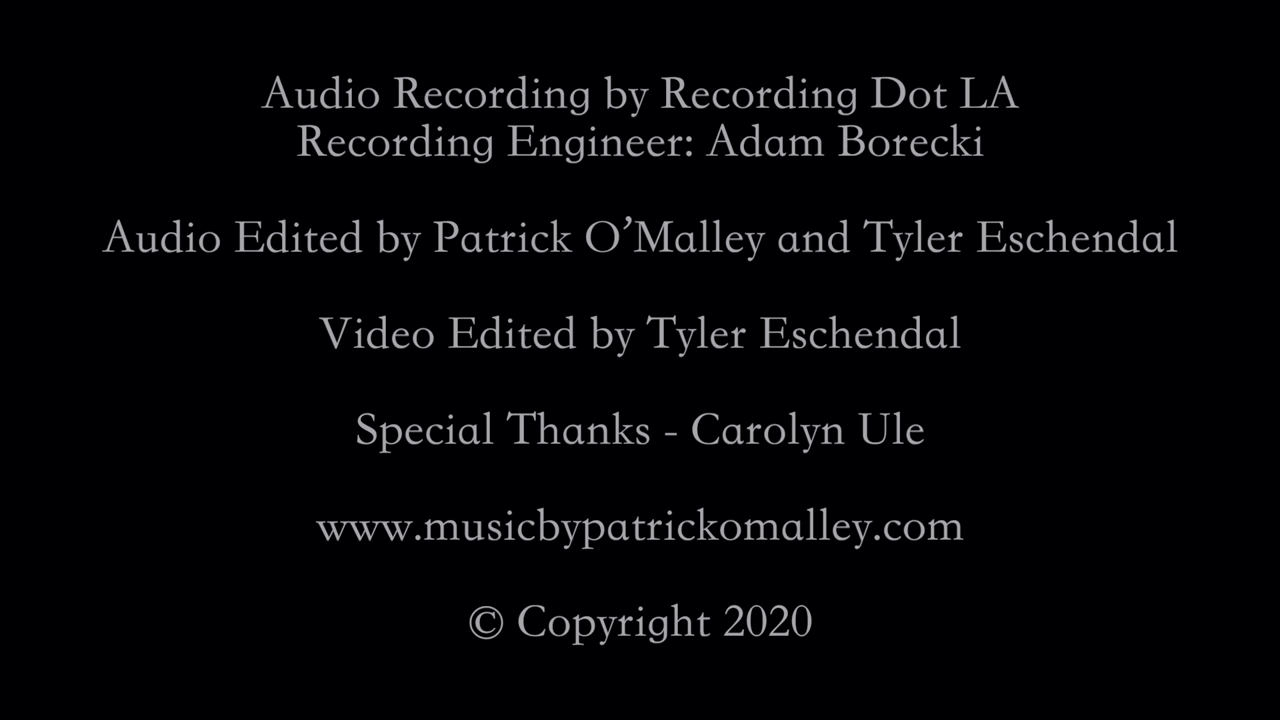 Audio Recording by Recording Dot LA
Recording Engineer: Adam Borecki
Audio Edited by Patrick O’Malley and Tyler Eschendal
Video Edited by Tyler Eschendal
Special Thanks - Carolyn Ule
www.musicbypatrickomalley.com
© Copyright 2020